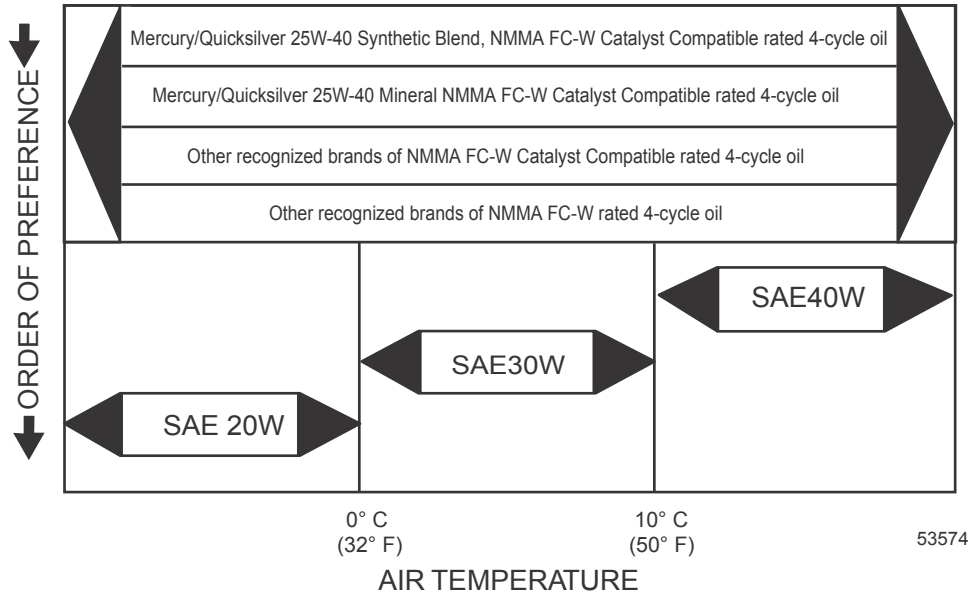 ORDER OF PREFERENCE
Mercury/Quicksilver 25W-40 Synthetic Blend, NMMA FC-W Catalyst Compatible rated 4-cycle oil
Mercury/Quicksilver 25W-40 Mineral NMMA FC-W Catalyst Compatible rated 4-cycle oil
Other recognized brands of NMMA FC-W Catalyst Compatible rated 4-cycle oil
Other recognized brands of NMMA FC-W rated 4-cycle oil
SAE40W
SAE30W
SAE 20W
0° C
(32° F)
10° C
(50° F)
53574
AIR TEMPERATURE